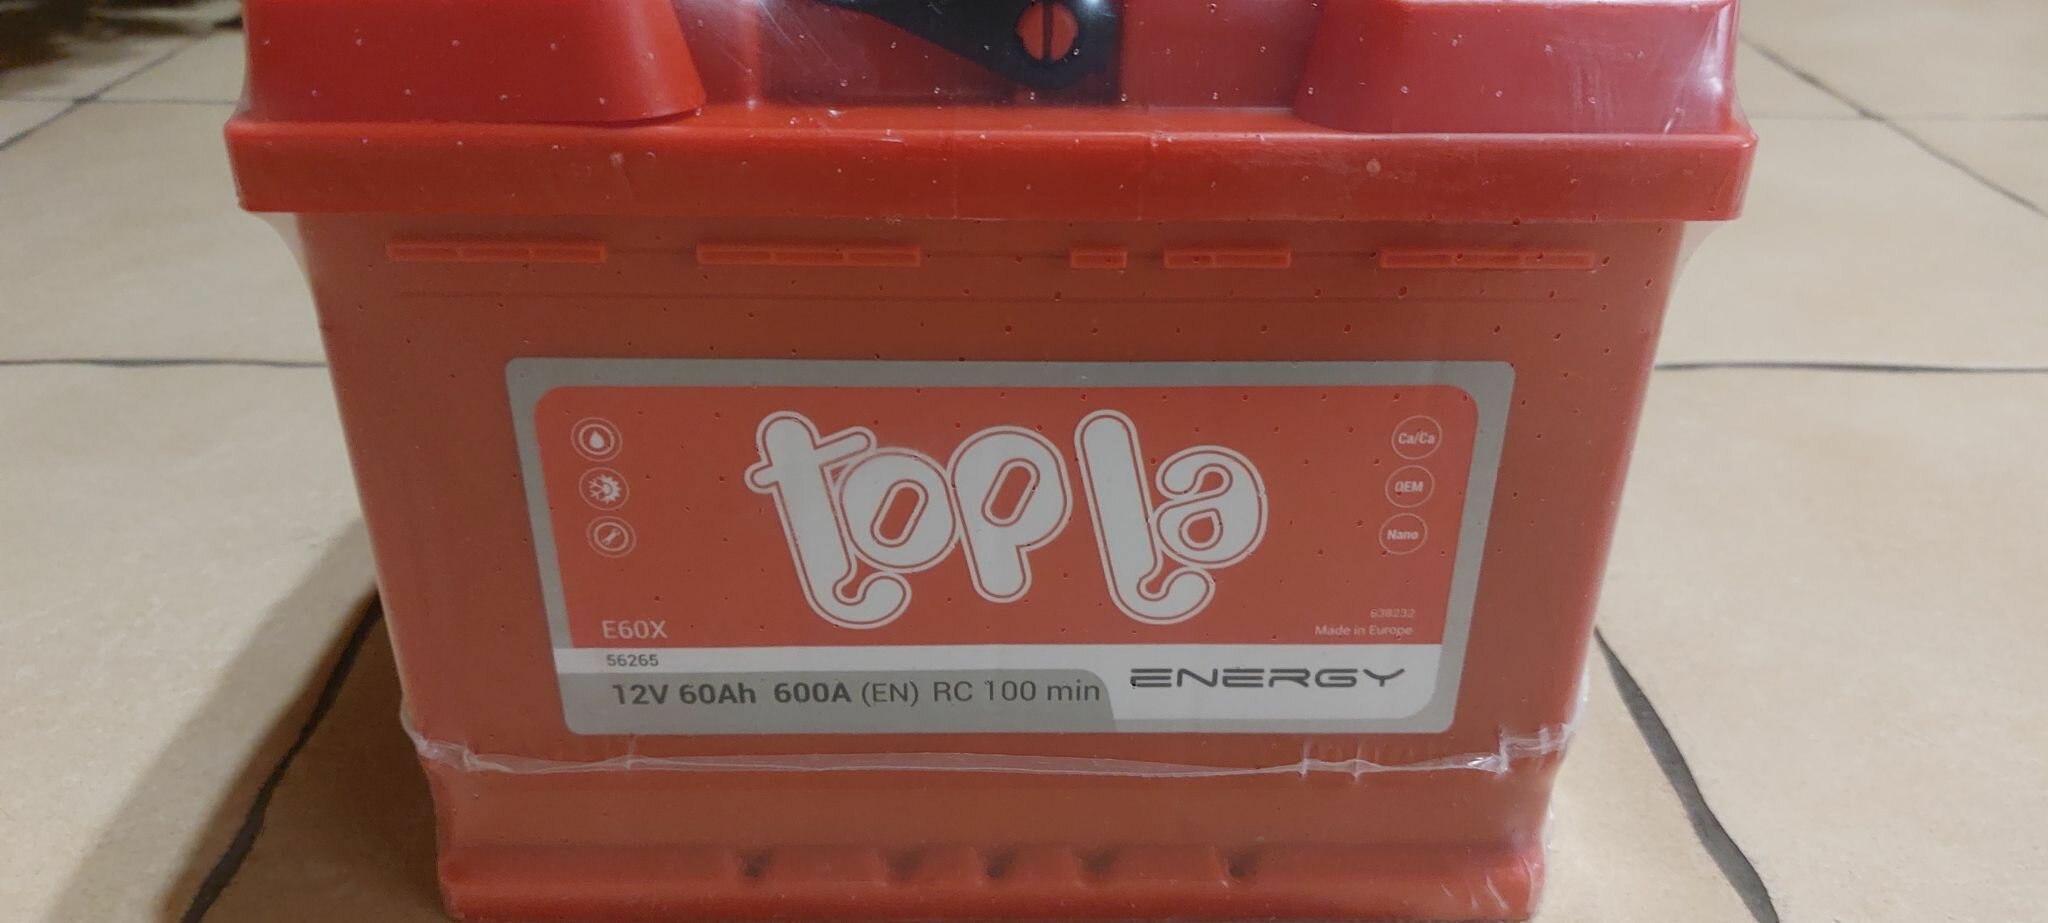 topla
Ca/Ca
OEM
Nano
E60X
638232
Made in Europe
56265
12V 60Ah 600A (EN) RC 100 min
ENERGY